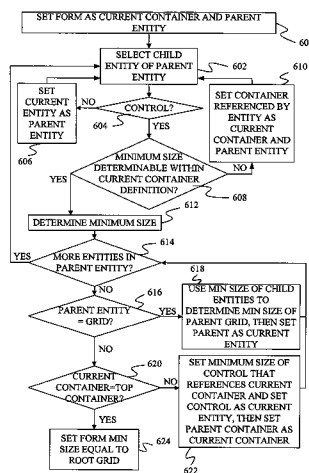 SET FORM AS CURRENT CONTAINER AND PARENT
ENTITY
60
SELECT CHILD
ENTITY OF PARENT
ENTITY
602
610
SET
CURRENT
ENTITY AS
PARENT
ENTITY
606
NO
CONTROL?
604
YES
SET CONTAINER
REFERENCED BY
ENTITY AS
CURRENT
CONTAINER AND
PARENT ENTITY
MINIMUM SIZE
DETERMINABLE WITHIN
CURRENT CONTAINER
DEFINITION?
YES
NO
608
612
DETERMINE MINIMUM SIZE
614
YES
MORE ENTITIES IN
PARENT ENTITY?
NO
616
618
PARENT ENTITY
= GRID?
YES
USE MIN SIZE OF CHILD
ENTITIES TO
DETERMINE MIN SIZE OF
PARENT GRID, THEN SET
PARENT AS CURRENT
ENTITY
NO
620
CURRENT
CONTAINER=TOP
CONTAINER?
NO
SET MINIMUM SIZE OF
CONTROL THAT
REFERENCES CURRENT
CONTAINER AND SET
CONTROL AS CURRENT
ENTITY, THEN SET
PARENT CONTAINER AS
CURRENT CONTAINER
YES
SET FORM MIN
SIZE EQUAL TO
ROOT GRID
624
622